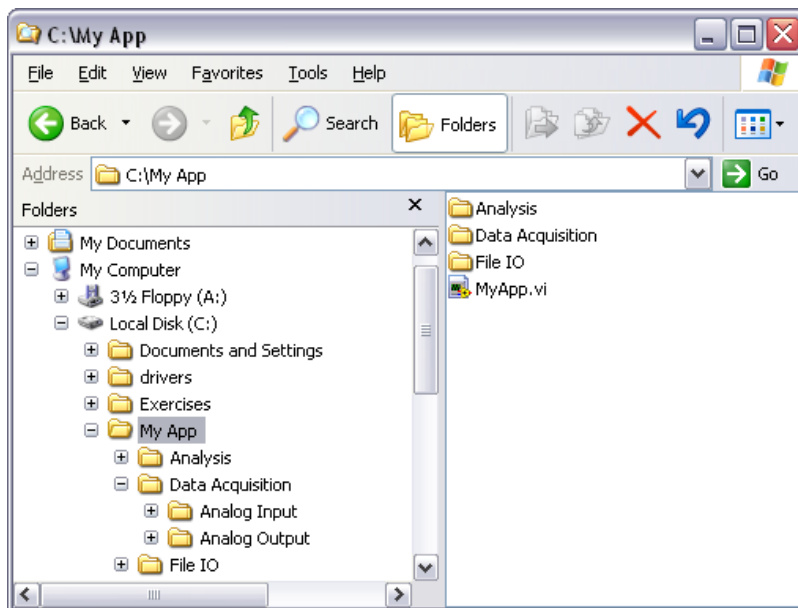 C:\My App
File Edit View Favorites Tools Help
Back Search Folders
Address C:\My App Go
Folders
My Documents
My Computer
3½ Floppy (A:)
Local Disk (C:)
Documents and Settings
drivers
Exercises
My App
Analysis
Data Acquisition
Analog Input
Analog Output
File IO
Analysis
Data Acquisition
File IO
MyApp.vi